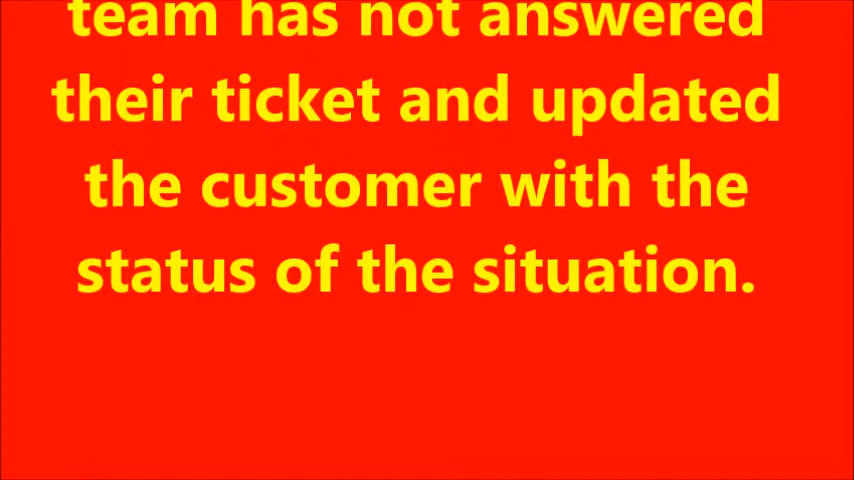 team has not answered
their ticket and updated
the customer with the
status of the situation.